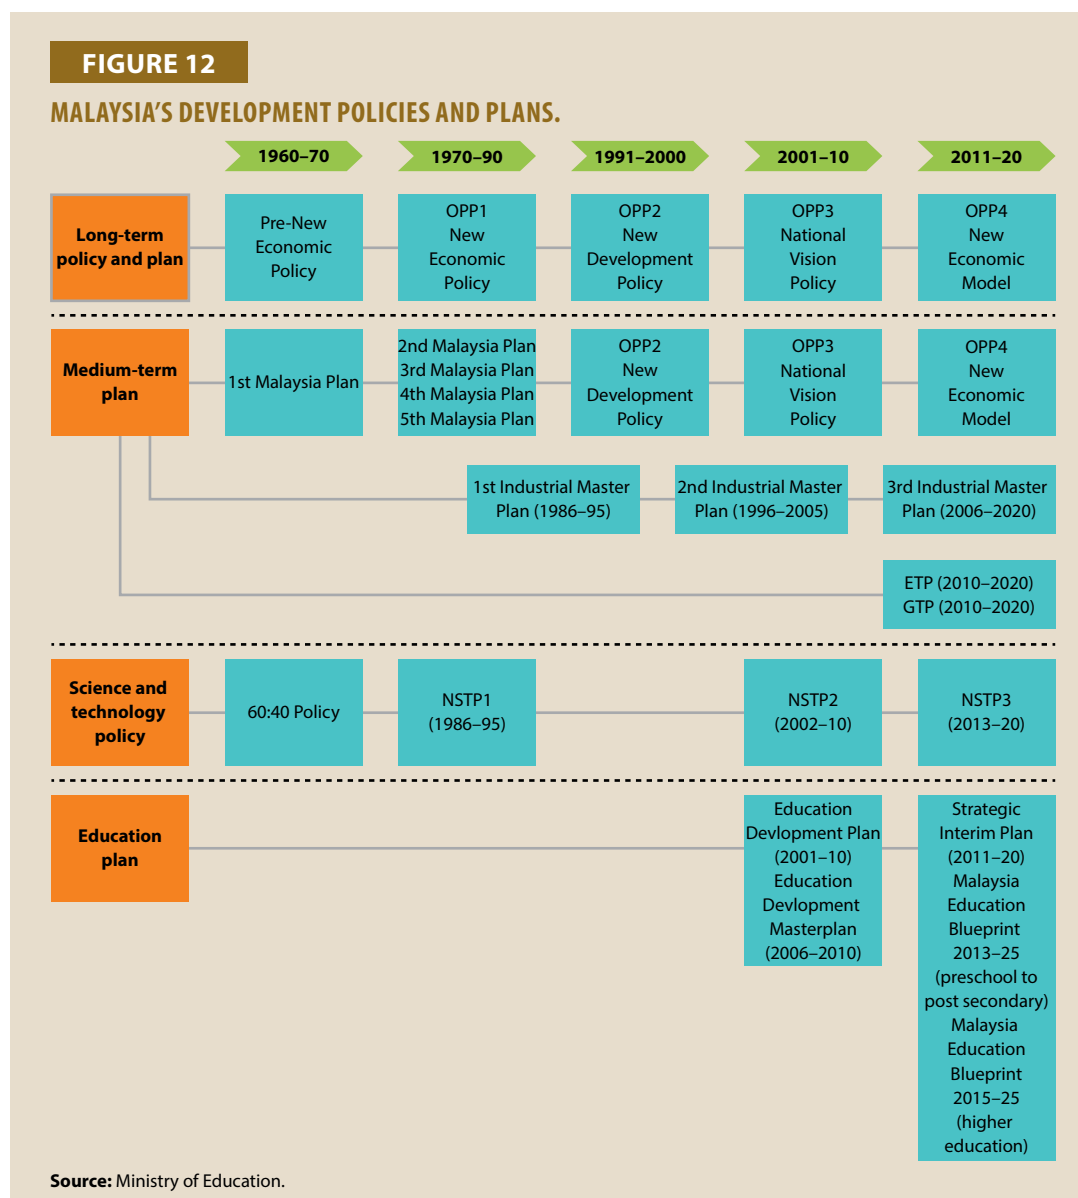 FIGURE 12
MALAYSIA'S DEVELOPMENT POLICIES AND PLANS.
1960–70
1970–90
1991–2000
2001–10
2011–20
Long-term
policy and plan
Pre-New
Economic
Policy
OPP1
New
Economic
Policy
OPP2
New
Development
Policy
OPP3
National
Vision
Policy
OPP4
New
Economic
Model
Medium-term
plan
1st Malaysia Plan
2nd Malaysia Plan
3rd Malaysia Plan
4th Malaysia Plan
5th Malaysia Plan
OPP2
New
Development
Policy
OPP3
National
Vision
Policy
OPP4
New
Economic
Model
1st Industrial Master
Plan (1986–95)
2nd Industrial Master
Plan (1996–2005)
3rd Industrial Master
Plan (2006–2020)
ETP (2010–2020)
GTP (2010–2020)
Science and
technology
policy
60:40 Policy
NSTP1
(1986–95)
NSTP2
(2002–10)
NSTP3
(2013–20)
Education
plan
Education
Devlopment Plan
(2001–10)
Education
Devlopment
Masterplan
(2006–2010)
Strategic
Interim Plan
(2011–20)
Malaysia
Education
Blueprint
2013–25
(preschool to
post secondary)
Malaysia
Education
Blueprint
2015–25
(higher
education)
Source: Ministry of Education.